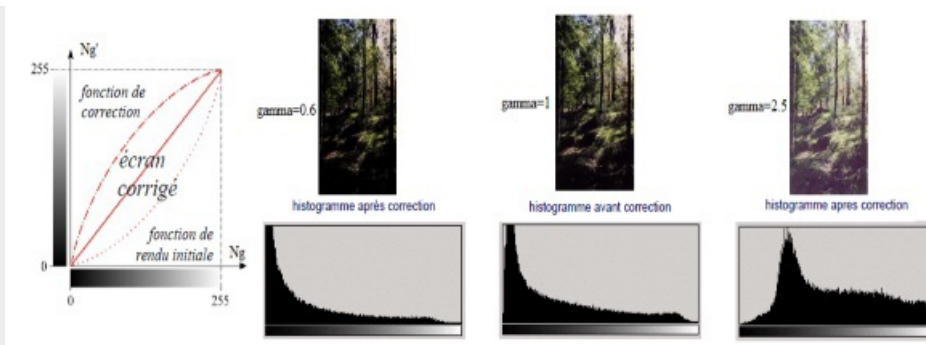 Ng'
255
fonction de
correction
écran
corrigé
fonction de
rendu initiale
Ng
0
0
255
gamma=0.6
histogramme après correction
gamma=1
histogramme avant correction
gamma=2.5
histogramme apres correction